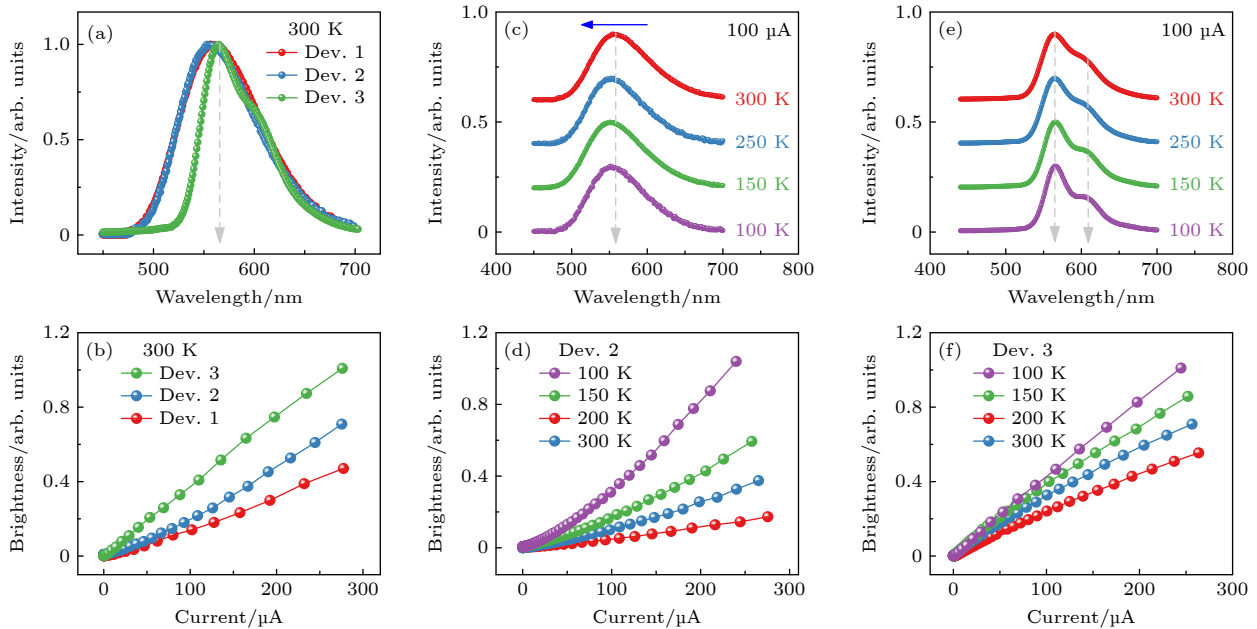 (a)
300 K
Dev. 1
Dev. 2
Dev. 3
1.0
0.5
0
Intensity/arb. units
500
600
700
Wavelength/nm
(c)
100 µA
300 K
250 K
150 K
100 K
1.0
0.5
0
Intensity/arb. units
400
500
600
700
800
Wavelength/nm
(e)
100 µA
300 K
250 K
150 K
100 K
1.0
0.5
0
Intensity/arb. units
400
500
600
700
800
Wavelength/nm
(b)
300 K
Dev. 3
Dev. 2
Dev. 1
1.2
0.8
0.4
0
Brightness/arb. units
0
100
200
300
Current/µA
(d)
Dev. 2
100 K
150 K
200 K
300 K
1.2
0.8
0.4
0
Brightness/arb. units
0
100
200
300
Current/µA
(f)
Dev. 3
100 K
150 K
200 K
300 K
1.2
0.8
0.4
0
Brightness/arb. units
0
100
200
300
Current/µA